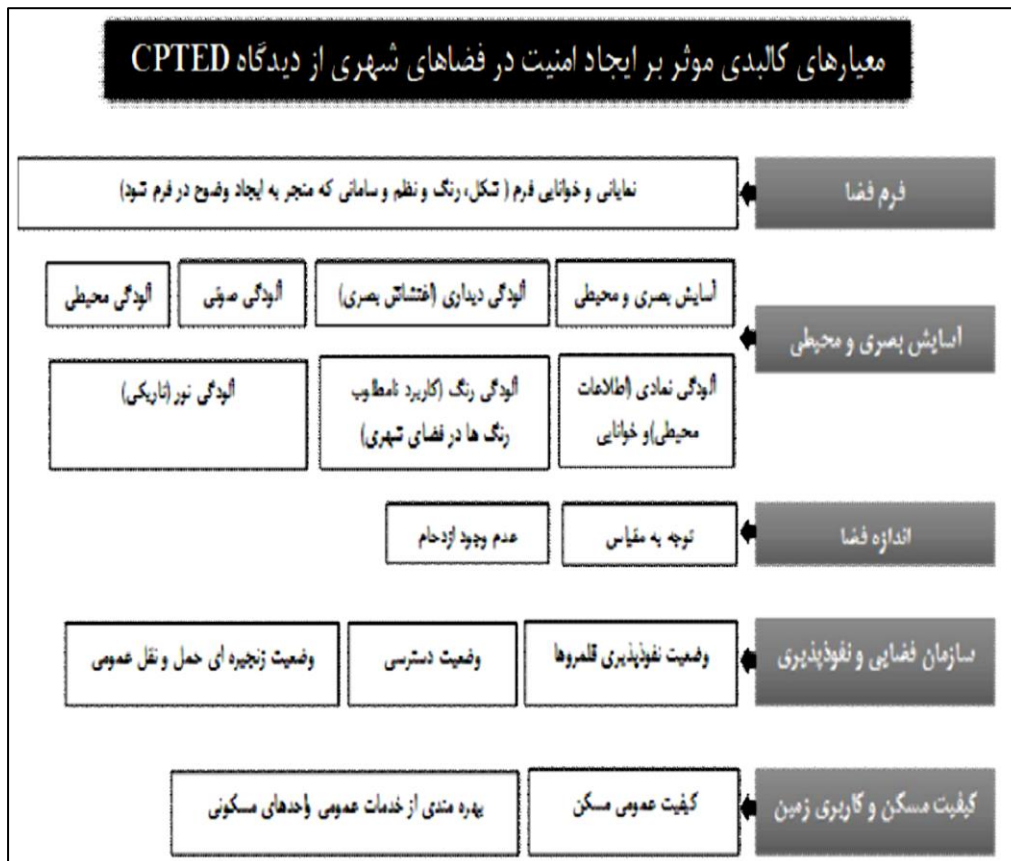 معیارهای کالبدی موثر بر ایجاد امنیت در فضاهای شهری از دیدگاه CPTED
فرم فضا
نمایانی و خوانایی فرم ( شکل، رنگ و نظم و سامانی که منجر به ایجاد وضوح در فرم شود)
آسایش بصری و محیطی
آسایش بصری و محیطی
آلودگی دیداری (اغتشاش بصری)
آلودگی صوتی
آلودگی محیطی
آلودگی نمادی (اطلاعات
محیطی)و خوانایی
آلودگی رنگ (کاربرد نامطلوب
رنگ ها در فضای شهری)
آلودگی نور (تاریکی)
اندازه فضا
توجه به مقیاس
عدم وجود ازدحام
سازمان فضایی و نفوذپذیری
وضعیت نفوذپذیری قلمروها
وضعیت دسترسی
وضعیت زنجیره ای حمل و نقل عمومی
کیفیت مسکن و کاربری زمین
کیفیت عمومی مسکن
بهره مندی از خدمات عمومی واحدهای مسکونی